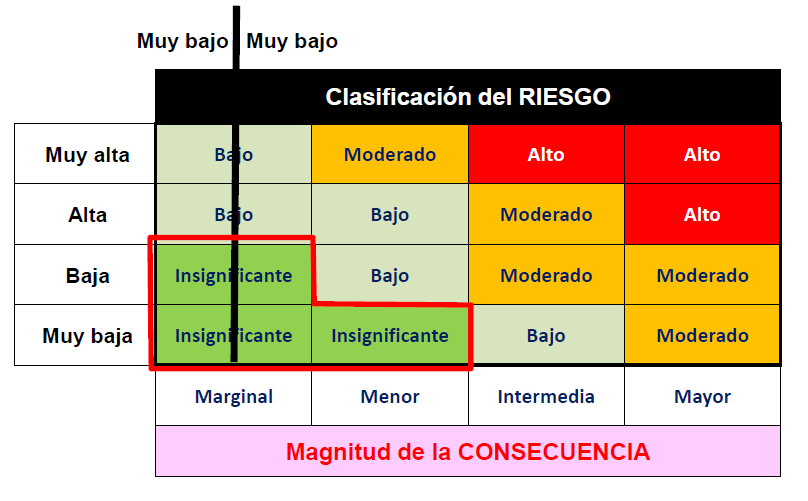 Muy bajo Muy bajo
Clasificación del RIESGO
Muy alta Bajo Moderado Alto Alto
Alta Bajo Bajo Moderado Alto
Baja Insignificante Bajo Moderado Moderado
Muy baja Insignificante Insignificante Bajo Moderado
Marginal Menor Intermedia Mayor
Magnitud de la CONSECUENCIA